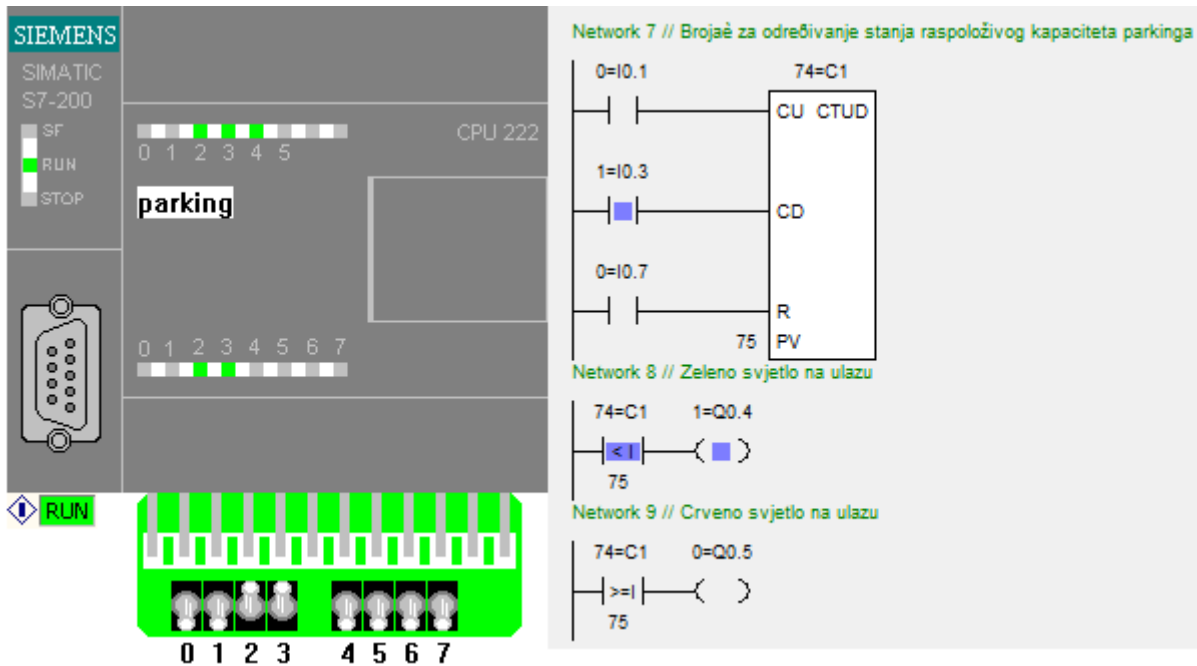 SIEMENS
SIMATIC
S7-200
SF
RUN
STOP
0 1 2 3 4 5
CPU 222
parking
0 1 2 3 4 5 6 7
RUN
0 1 2 3 4 5 6 7
Network 7 // Brojaè za odreðivanje stanja raspoloživog kapaciteta parkinga
0=I0.1
74=C1
CU CTUD
1=I0.3
CD
0=I0.7
R
75 PV
Network 8 // Zeleno svjetlo na ulazu
74=C1 1=Q0.4
< I
75
Network 9 // Crveno svjetlo na ulazu
74=C1 0=Q0.5
>=I
75